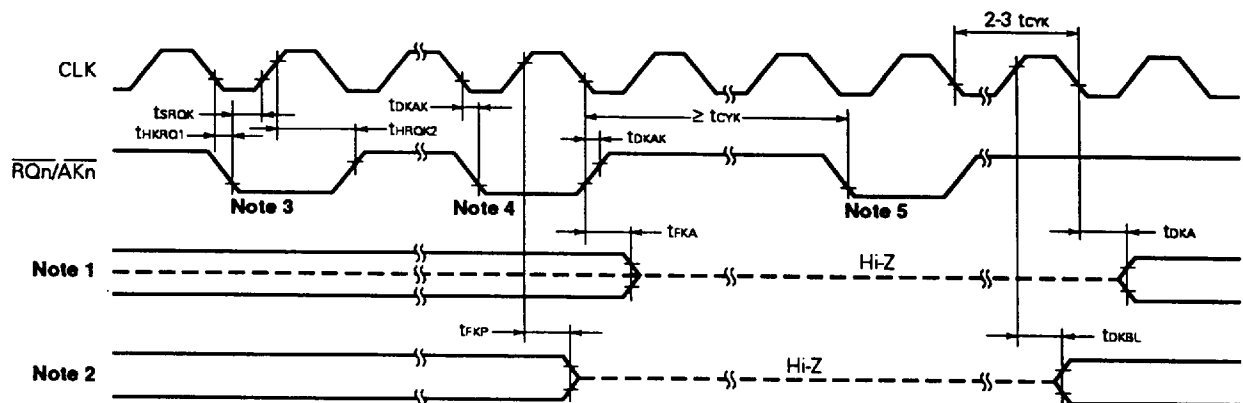 2-3 tCYK
CLK
tSRQK
tHKRQ1
tHRQK2
tDKAK
≥ tCYK
tDKAK
RQn/AKn
Note 3
Note 4
Note 5
tFKA
tDKA
Note 1
Hi-Z
tFKP
tDKBL
Note 2
Hi-Z